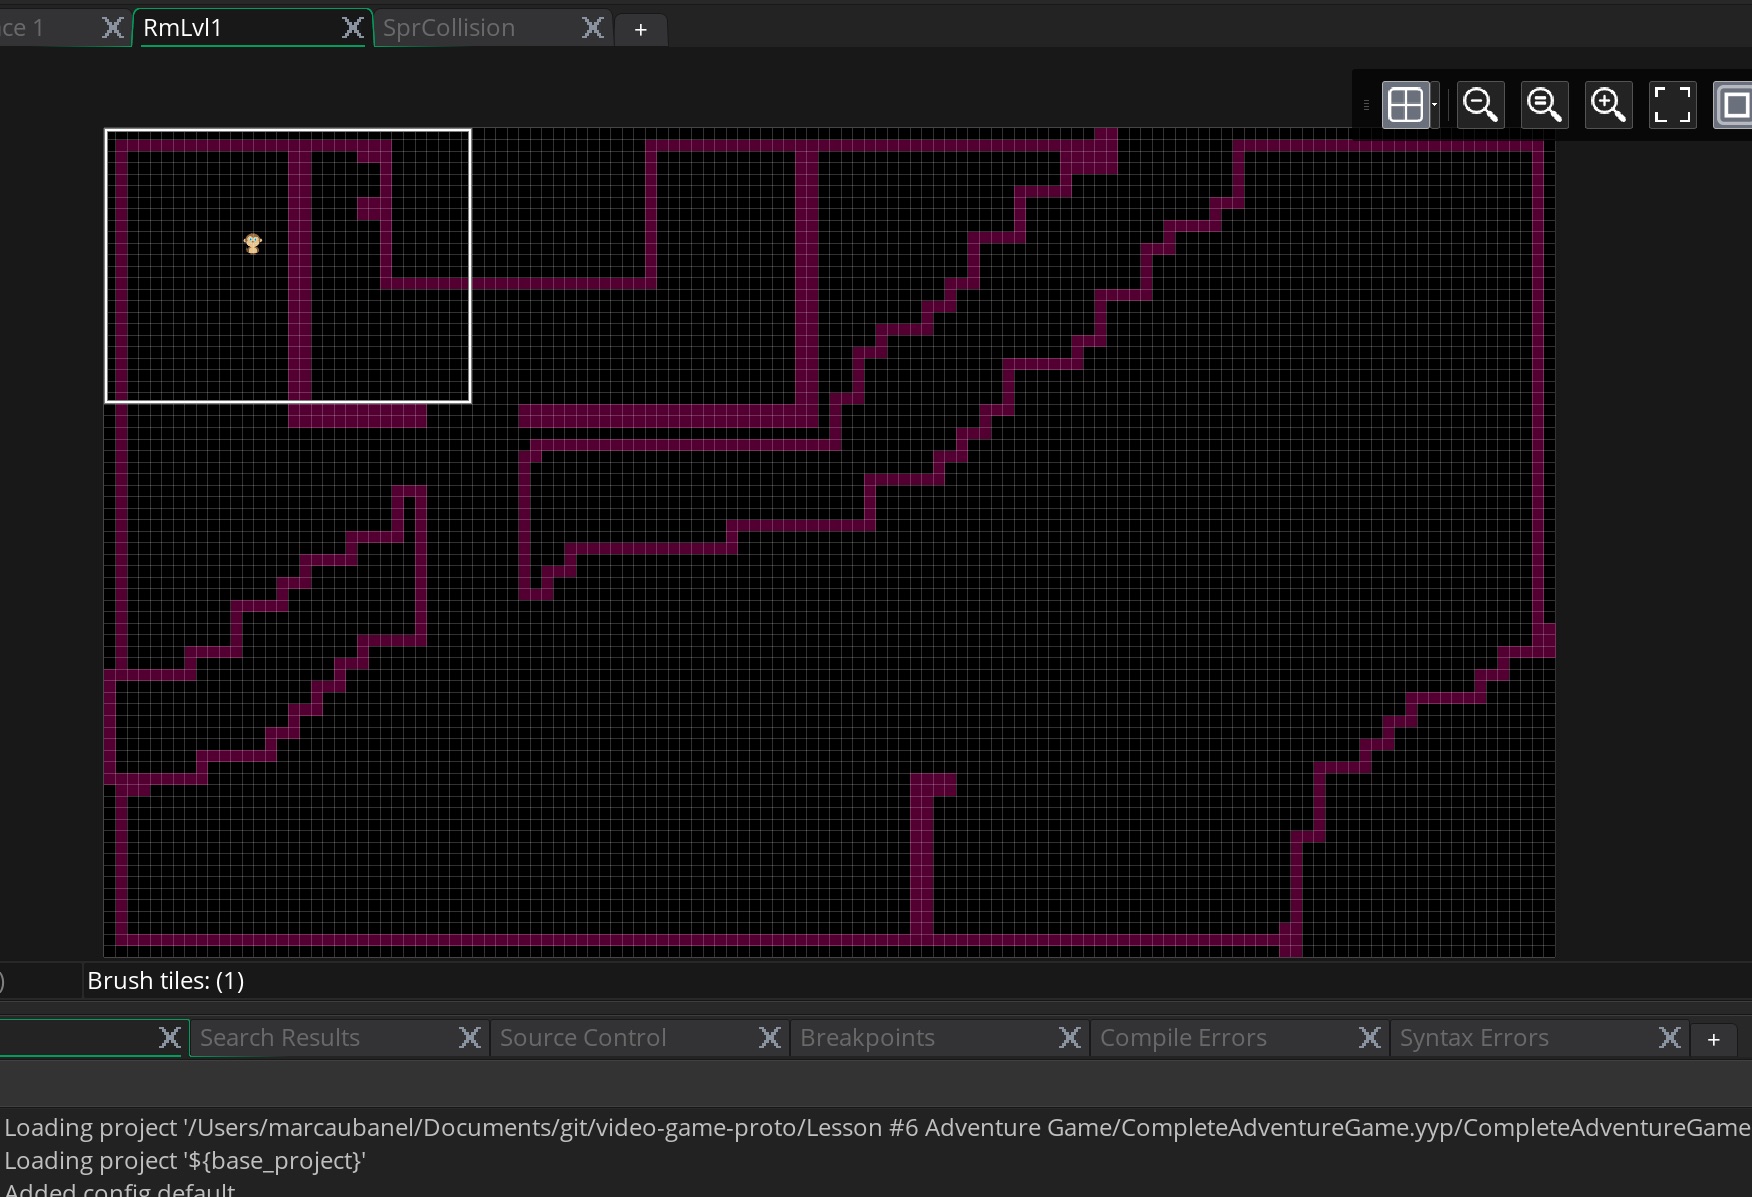 ce 1
RmLvl1
SprCollision
+
)
Brush tiles: (1)
Search Results
Source Control
Breakpoints
Compile Errors
Syntax Errors
+
Loading project '/Users/marcaubanel/Documents/git/video-game-proto/Lesson #6 Adventure Game/CompleteAdventureGame.yyp/CompleteAdventureGame
Loading project '${base_project}'
Added config default